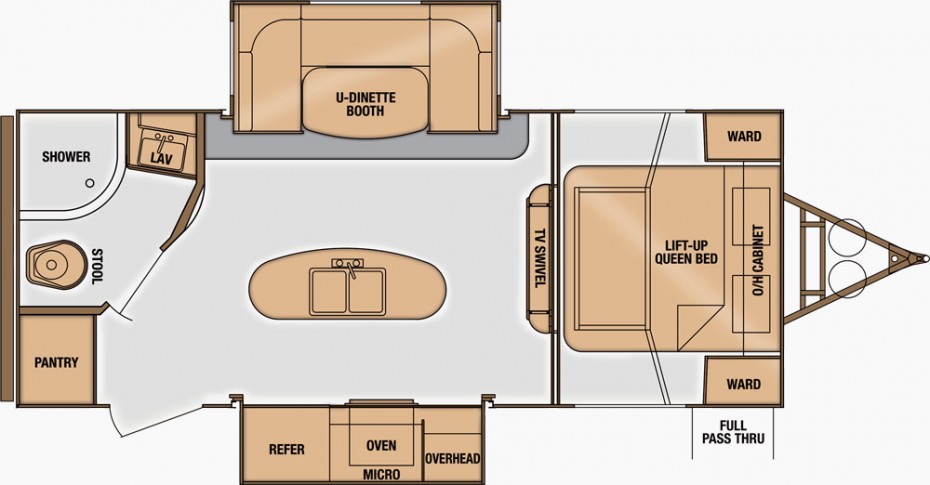 U-DINETTE
BOOTH
SHOWER
LAV
WARD
STOOL
TV SWIVEL
LIFT-UP
QUEEN BED
O/H CABINET
PANTRY
WARD
REFER
OVEN
MICRO
OVERHEAD
FULL
PASS THRU